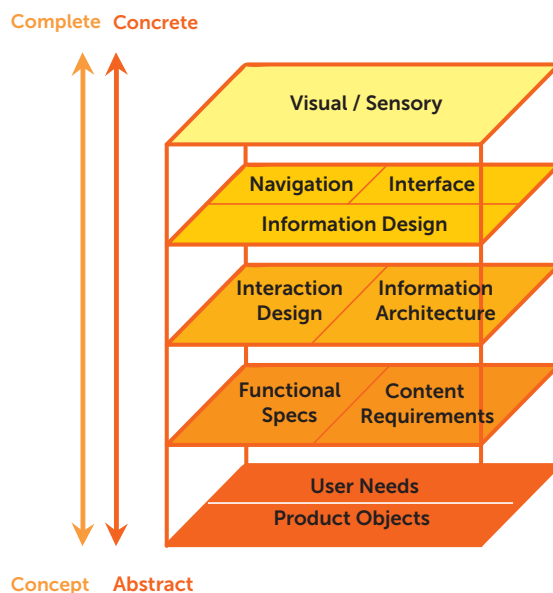 Complete Concrete
Visual / Sensory
Navigation Interface
Information Design
Interaction Information
Design Architecture
Functional Content
Specs Requirements
User Needs
Product Objects
Concept Abstract